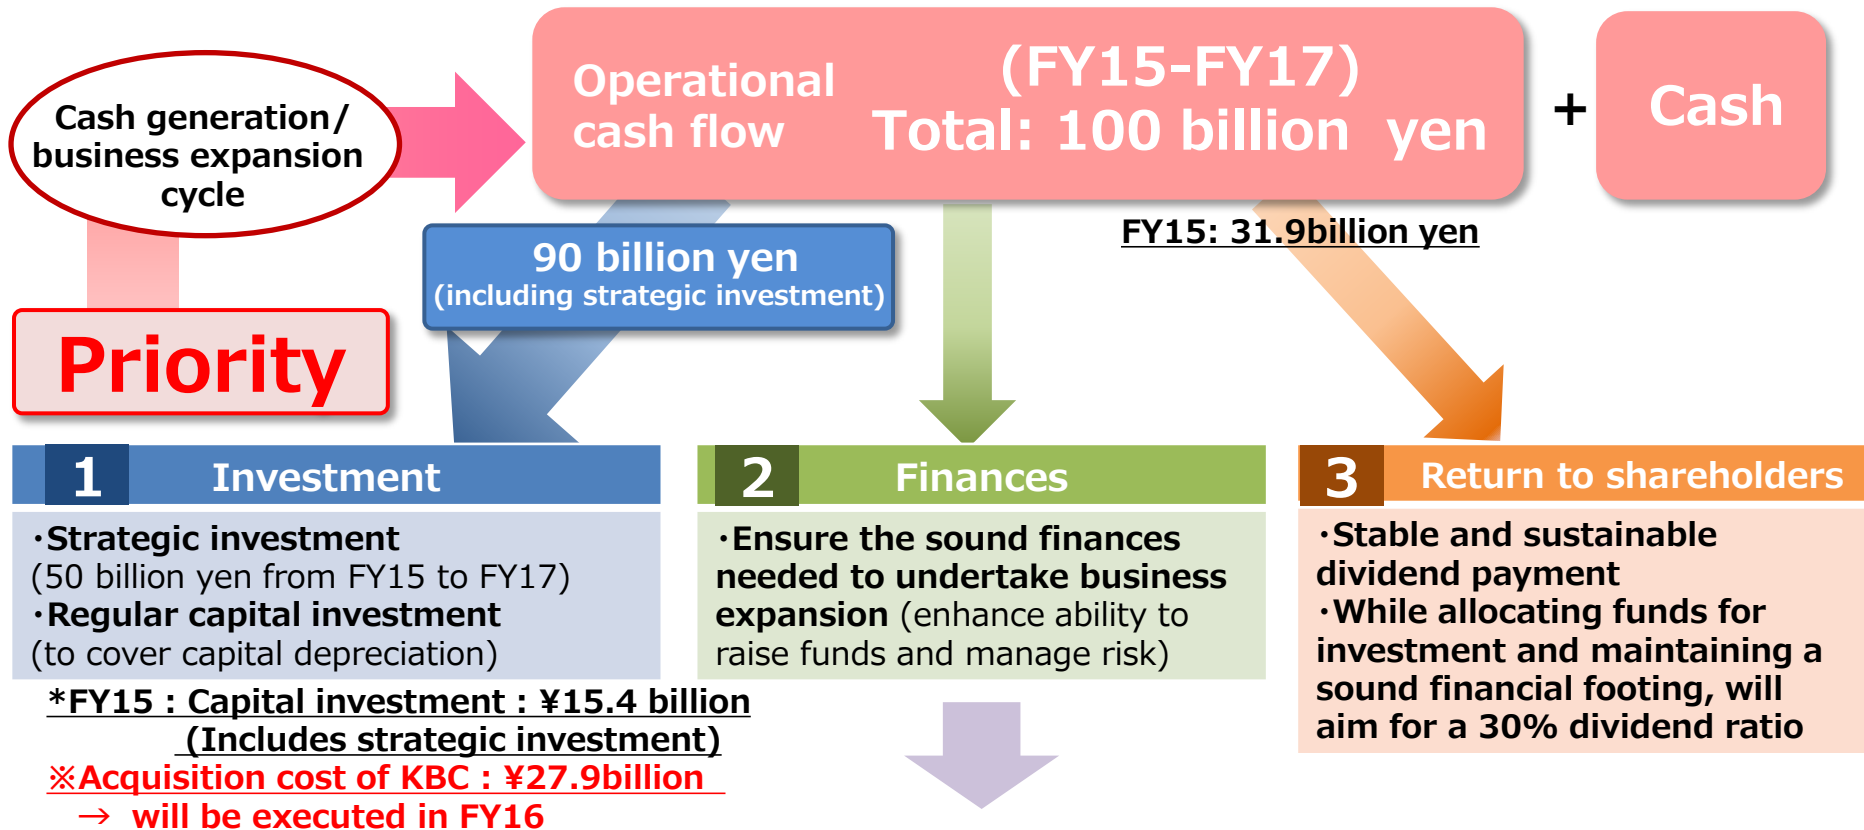 Cash generation/
business expansion
cycle
Operational
cash flow
(FY15-FY17)
Total: 100 billion yen
+
Cash
90 billion yen
(including strategic investment)
FY15: 31.9billion yen
Priority
1 Investment
・Strategic investment
(50 billion yen from FY15 to FY17)
・Regular capital investment
(to cover capital depreciation)
*FY15 : Capital investment : ¥15.4 billion
(Includes strategic investment)
※Acquisition cost of KBC : ¥27.9billion
→ will be executed in FY16
2 Finances
・Ensure the sound finances
needed to undertake business
expansion (enhance ability to
raise funds and manage risk)
3 Return to shareholders
・Stable and sustainable
dividend payment
・While allocating funds for
investment and maintaining a
sound financial footing, will
aim for a 30% dividend ratio